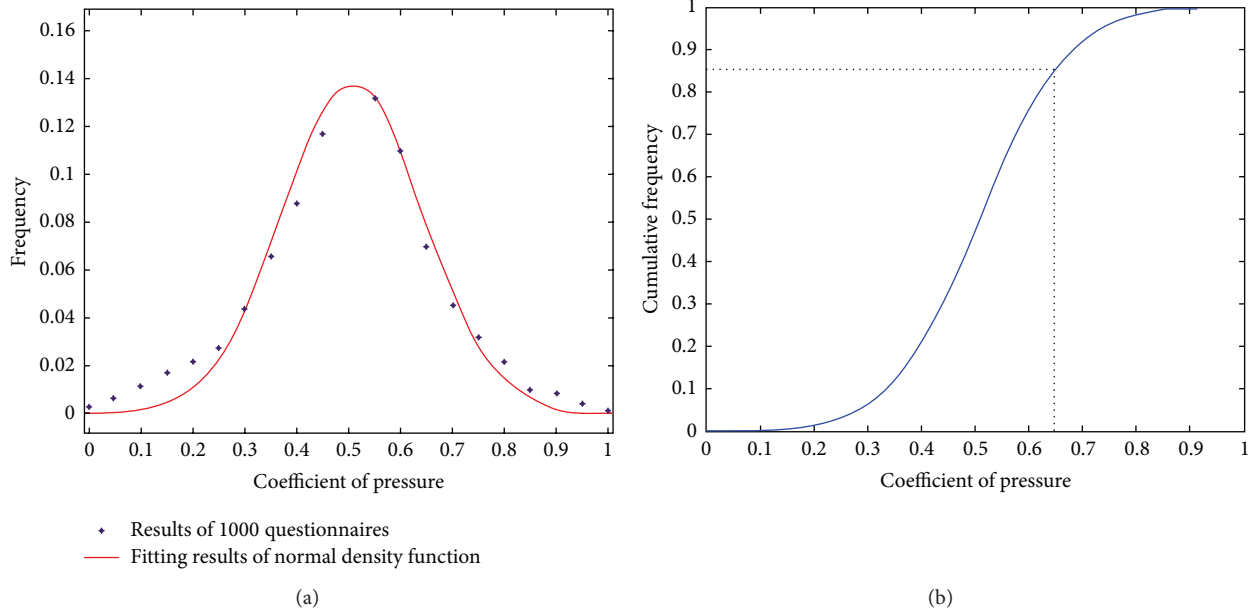 0.16
0.14
0.12
0.1
0.08
0.06
0.04
0.02
0
Frequency
0 0.1 0.2 0.3 0.4 0.5 0.6 0.7 0.8 0.9 1
Coefficient of pressure
Results of 1000 questionnaires
Fitting results of normal density function
(a)
1
0.9
0.8
0.7
0.6
0.5
0.4
0.3
0.2
0.1
0
Cumulative frequency
0 0.1 0.2 0.3 0.4 0.5 0.6 0.7 0.8 0.9 1
Coefficient of pressure
(b)